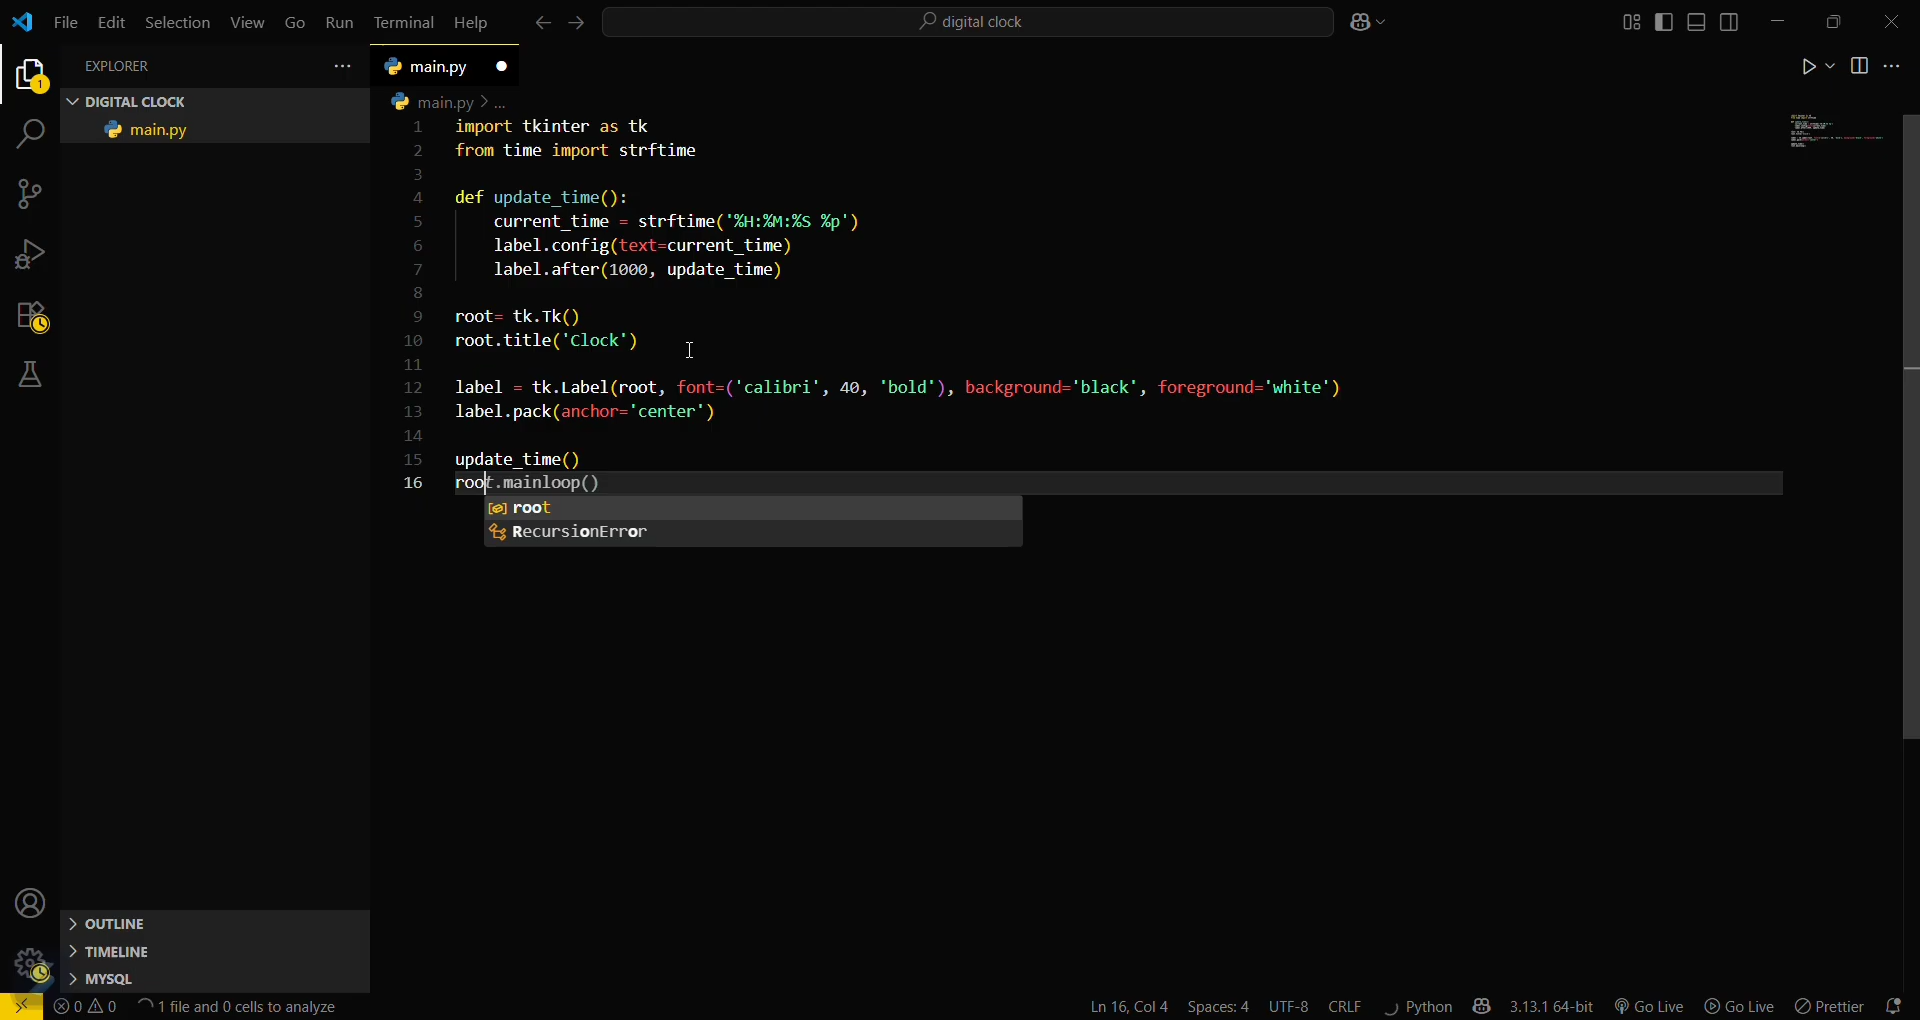 File Edit Selection View Go Run Terminal Help
digital clock
EXPLORER
DIGITAL CLOCK
main.py
1
main.py
main.py > ...
1 import tkinter as tk
2 from time import strftime
3
4 def update_time():
5     current_time = strftime('%H:%M:%S %p')
6     label.config(text=current_time)
7     label.after(1000, update_time)
8
9 root= tk.Tk()
10 root.title('Clock')
11
12 label = tk.Label(root, font=('calibri', 40, 'bold'), background='black', foreground='white')
13 label.pack(anchor='center')
14
15 update_time()
16 root.mainloop()
root
RecursionError
OUTLINE
TIMELINE
MYSQL
0 0 1 file and 0 cells to analyze
Ln 16, Col 4 Spaces: 4 UTF-8 CRLF Python 3.13.1 64-bit Go Live Go Live Prettier